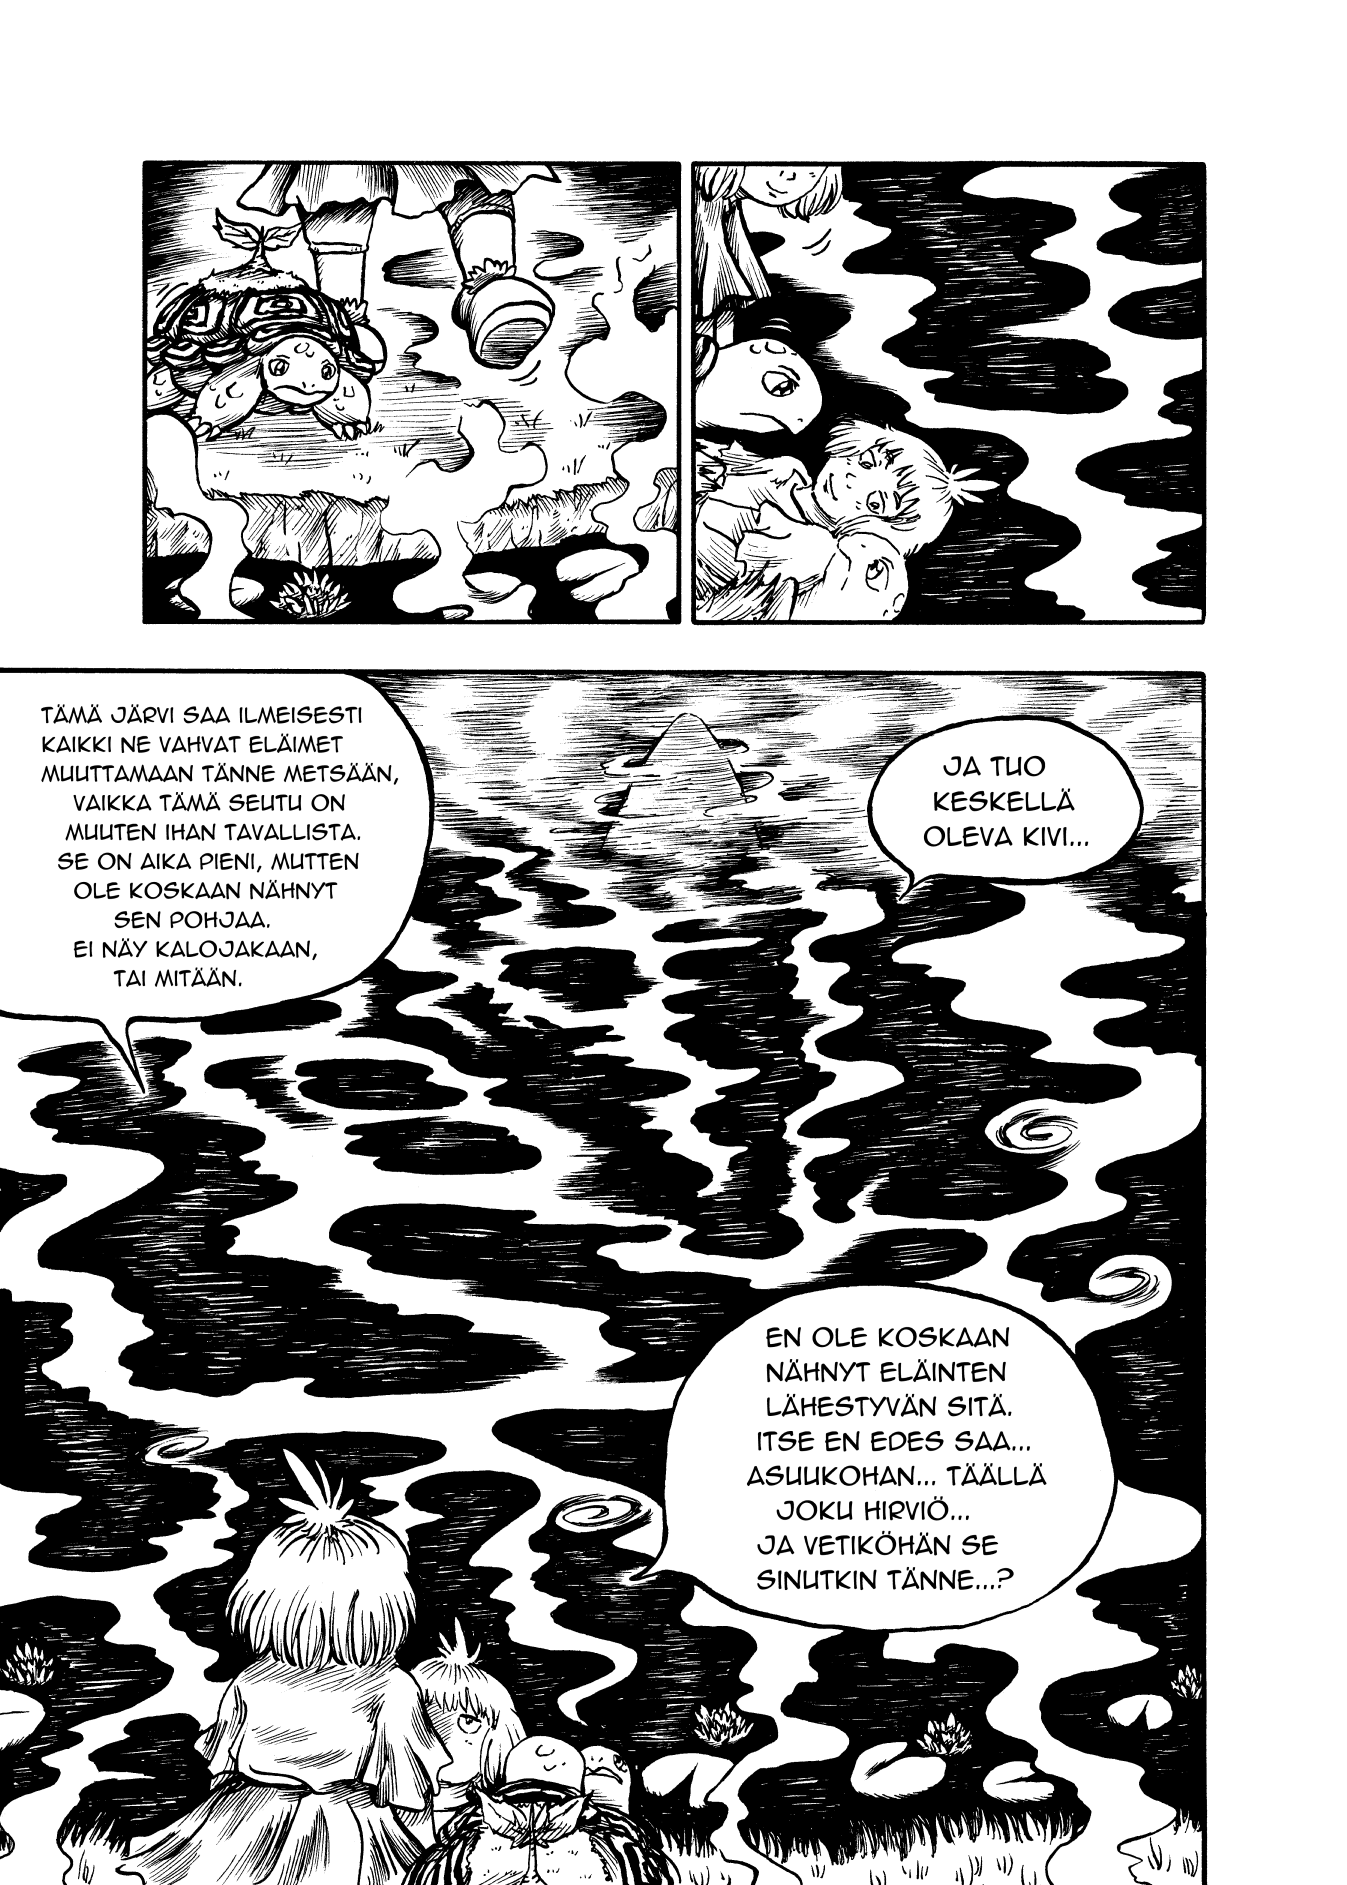 TÄMÄ JÄRVI SAA ILMEISESTI
KAIKKI NE VAHVAT ELÄIMET
MUUTTAMAAN TÄNNE METSÄÄN,
VAIKKA TÄMÄ SEUTU ON
MUUTEN IHAN TAVALLISTA.
SE ON AIKA PIENI, MUTTEN
OLE KOSKAAN NÄHNYT
SEN POHJAA.
EI NÄY KALOJAKAAN,
TAI MITÄÄN.
JA TUO
KESKELLÄ
OLEVA KIVI...
EN OLE KOSKAAN
NÄHNYT ELÄINTEN
LÄHESTYVÄN SITÄ.
ITSE EN EDES SAA...
ASUUKOHAN... TÄÄLLÄ
JOKU HIRVIÖ...
JA VETIKÖHÄN SE
SINUTKIN TÄNNE...?